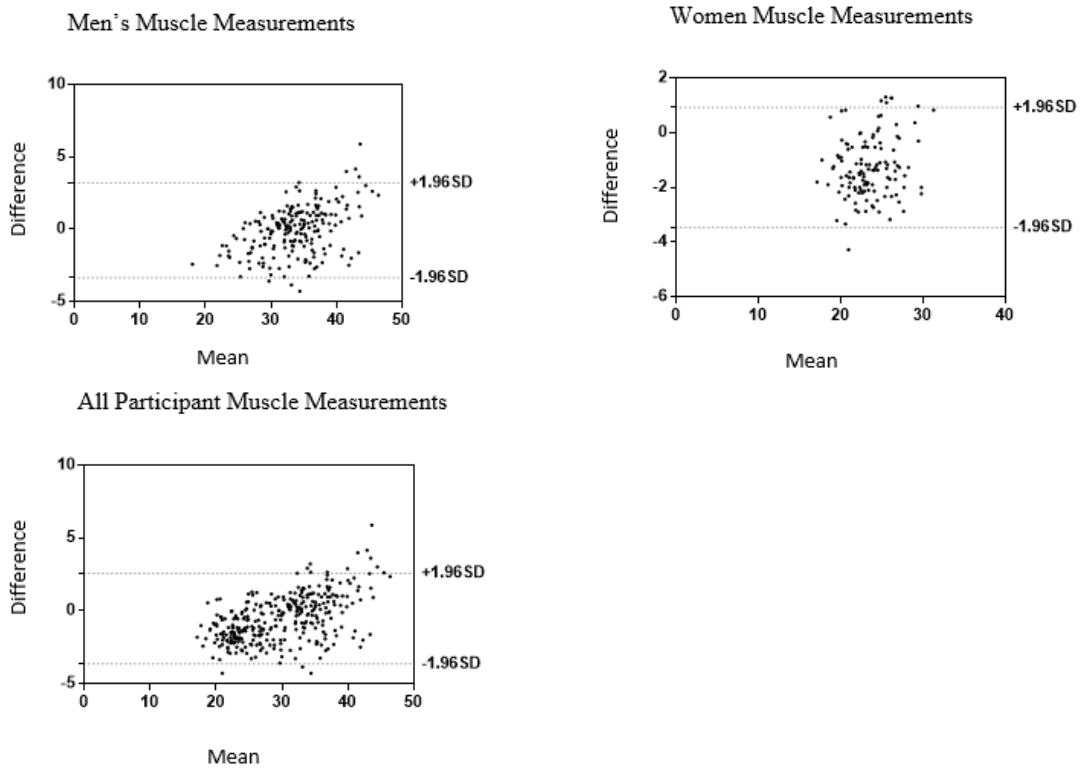 Men's Muscle Measurements
10
5
0
-5
Difference
+1.96SD
-1.96SD
0 10 20 30 40 50
Mean
Women Muscle Measurements
2
0
-2
-4
-6
Difference
+1.96SD
-1.96SD
0 10 20 30 40
Mean
All Participant Muscle Measurements
10
5
0
-5
Difference
+1.96SD
-1.96SD
0 10 20 30 40 50
Mean